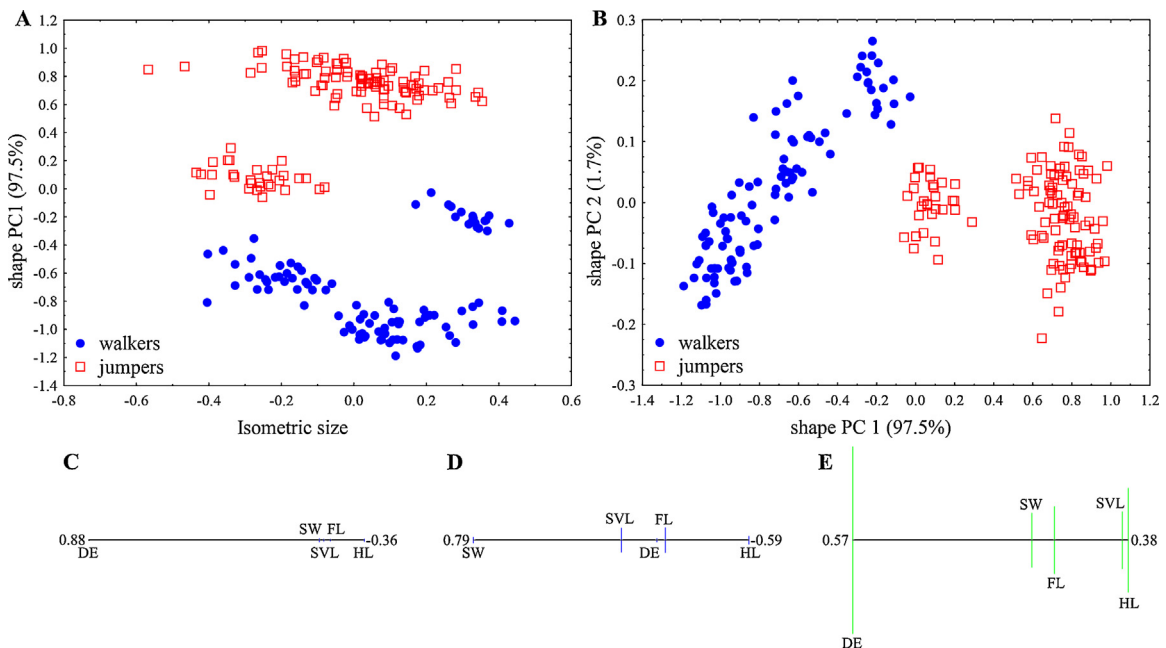 A
B
shape PC1 (97.5%)
1.2
1.0
0.8
0.6
0.4
0.2
0.0
-0.2
-0.4
-0.6
-0.8
-1.0
-1.2
-1.4
walkers
jumpers
-0.8 -0.6 -0.4 -0.2 0.0 0.2 0.4 0.6
Isometric size
shape PC 2 (1.7%)
0.3
0.2
0.1
0.0
-0.1
-0.2
-0.3
walkers
jumpers
-1.4 -1.2 -1.0 -0.8 -0.6 -0.4 -0.2 0.0 0.2 0.4 0.6 0.8 1.0 1.2
shape PC 1 (97.5%)
C
0.88
DE
SW FL
SVL
HL
-0.36
D
0.79
SW
SVL
DE
FL
HL
-0.59
E
0.57
DE
SW
FL
SVL
HL
0.38